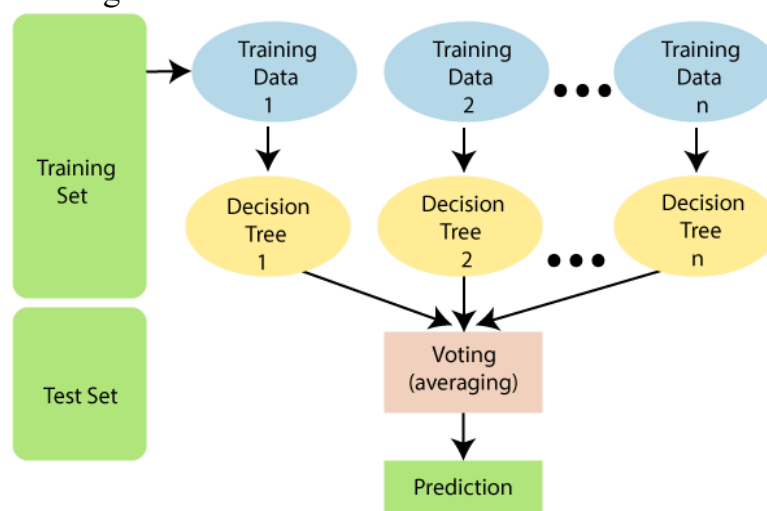 Training
Set
Test Set
Training
Data
1
Training
Data
2
Training
Data
n
Decision
Tree
1
Decision
Tree
2
Decision
Tree
n
Voting
(averaging)
Prediction